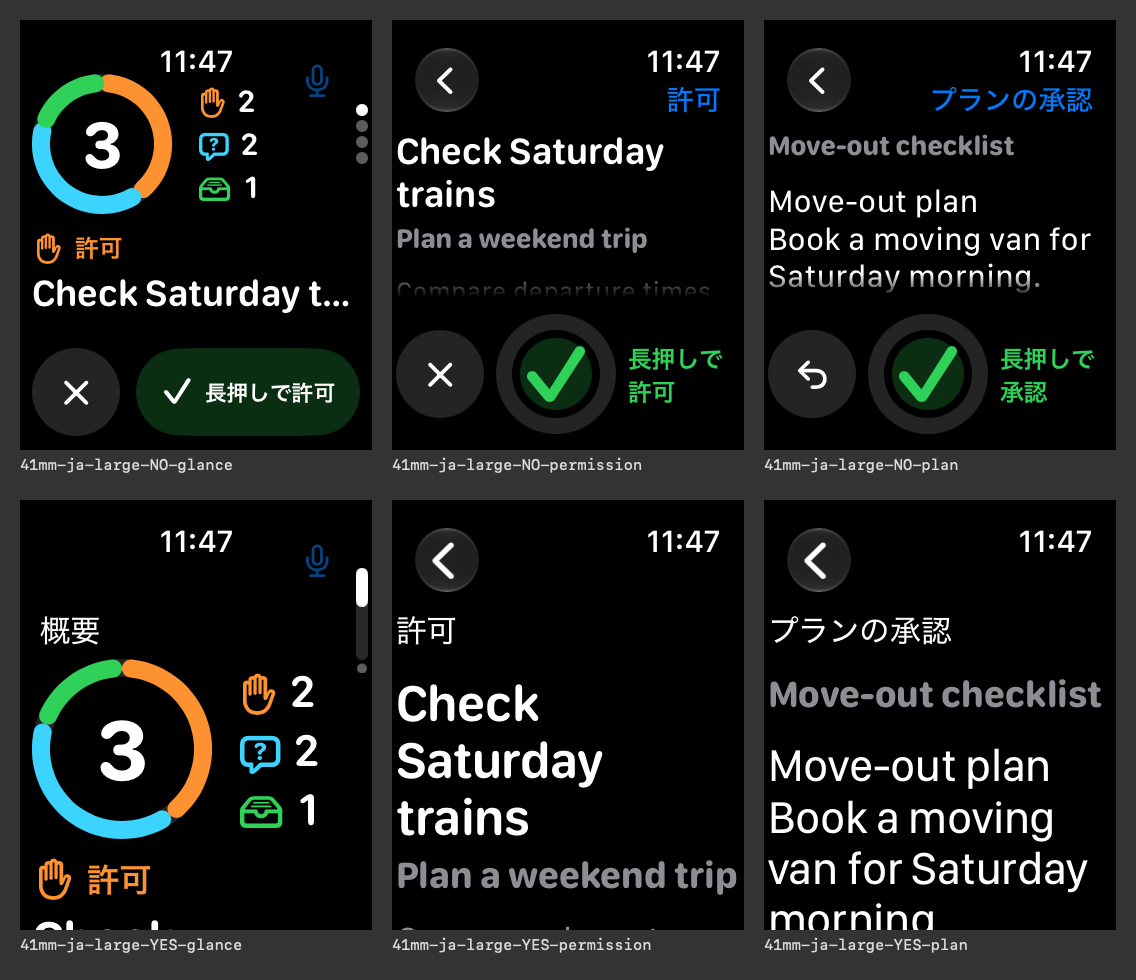 11:47
3
2
2
1
許可
Check Saturday t...
長押しで許可
41mm-ja-large-NO-glance
11:47
許可
Check Saturday
trains
Plan a weekend trip
Compare departure times
長押しで
許可
41mm-ja-large-NO-permission
11:47
プランの承認
Move-out checklist
Move-out plan
Book a moving van for
Saturday morning.
長押しで
承認
41mm-ja-large-NO-plan
11:47
概要
3
2
2
1
許可
Check
41mm-ja-large-YES-glance
11:47
許可
Check
Saturday
trains
Plan a weekend trip
41mm-ja-large-YES-permission
11:47
プランの承認
Move-out checklist
Move-out plan
Book a moving
van for Saturday
morning
41mm-ja-large-YES-plan